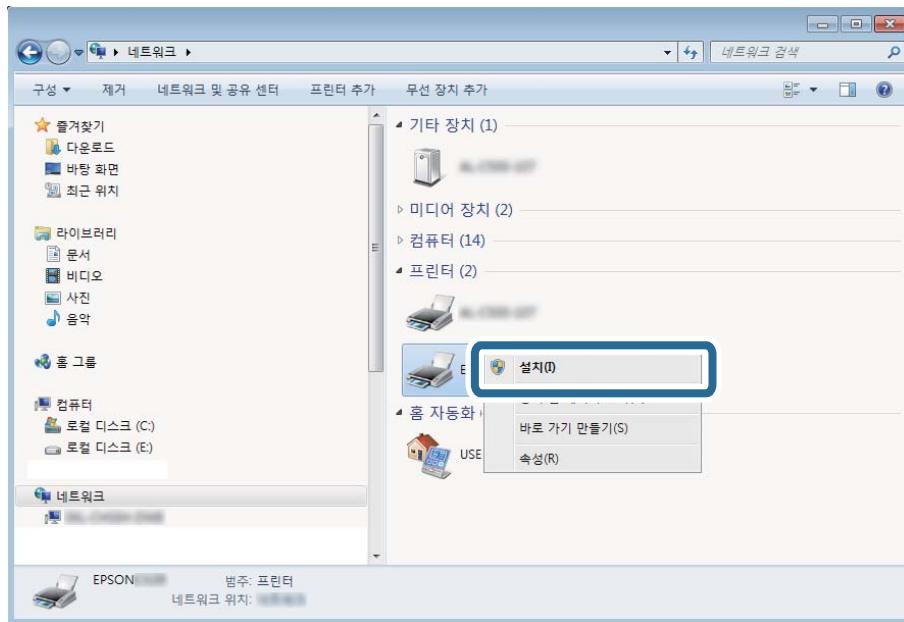 네트워크
네트워크 검색
구성 제거 네트워크 및 공유 센터 프린터 추가 무선 장치 추가
즐겨찾기
다운로드
바탕 화면
최근 위치
라이브러리
문서
비디오
사진
음악
홈 그룹
컴퓨터
로컬 디스크 (C:)
로컬 디스크 (E:)
네트워크
기타 장치 (1)
미디어 장치 (2)
컴퓨터 (14)
프린터 (2)
설치(I)
바로 가기 만들기(S)
속성(R)
홈 자동화
USE
EPSON 범주: 프린터
네트워크 위치: